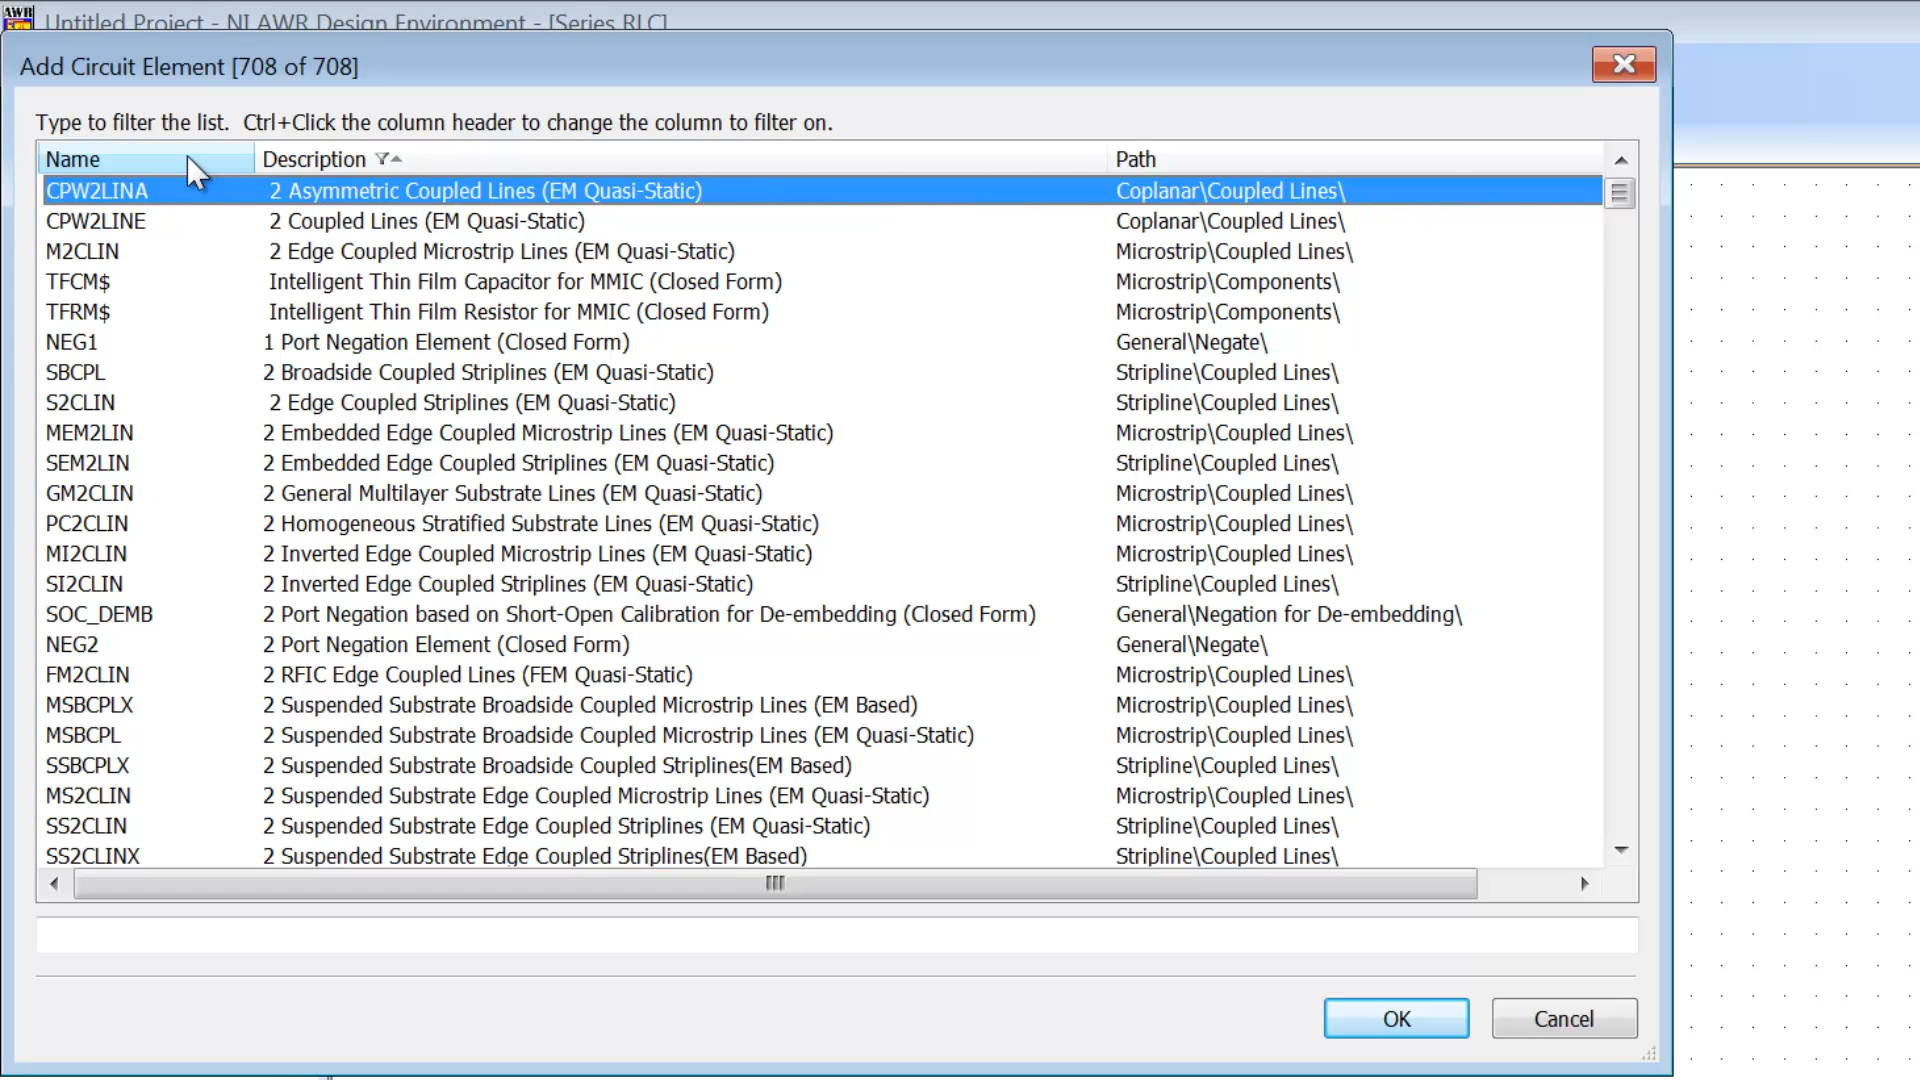 AWR Untitled Project - NI AWR Design Environment - [Series RLC]
Add Circuit Element [708 of 708]
Type to filter the list. Ctrl+Click the column header to change the column to filter on.
Name Description Path
CPW2LINA 2 Asymmetric Coupled Lines (EM Quasi-Static) Coplanar\Coupled Lines\
CPW2LINE 2 Coupled Lines (EM Quasi-Static) Coplanar\Coupled Lines\
M2CLIN 2 Edge Coupled Microstrip Lines (EM Quasi-Static) Microstrip\Coupled Lines\
TFCM$ Intelligent Thin Film Capacitor for MMIC (Closed Form) Microstrip\Components\
TFRM$ Intelligent Thin Film Resistor for MMIC (Closed Form) Microstrip\Components\
NEG1 1 Port Negation Element (Closed Form) General\Negate\
SBCPL 2 Broadside Coupled Striplines (EM Quasi-Static) Stripline\Coupled Lines\
S2CLIN 2 Edge Coupled Striplines (EM Quasi-Static) Stripline\Coupled Lines\
MEM2LIN 2 Embedded Edge Coupled Microstrip Lines (EM Quasi-Static) Microstrip\Coupled Lines\
SEM2LIN 2 Embedded Edge Coupled Striplines (EM Quasi-Static) Stripline\Coupled Lines\
GM2CLIN 2 General Multilayer Substrate Lines (EM Quasi-Static) Microstrip\Coupled Lines\
PC2CLIN 2 Homogeneous Stratified Substrate Lines (EM Quasi-Static) Microstrip\Coupled Lines\
MI2CLIN 2 Inverted Edge Coupled Microstrip Lines (EM Quasi-Static) Microstrip\Coupled Lines\
SI2CLIN 2 Inverted Edge Coupled Striplines (EM Quasi-Static) Stripline\Coupled Lines\
SOC_DEMB 2 Port Negation based on Short-Open Calibration for De-embedding (Closed Form) General\Negation for De-embedding\
NEG2 2 Port Negation Element (Closed Form) General\Negate\
FM2CLIN 2 RFIC Edge Coupled Lines (FEM Quasi-Static) Microstrip\Coupled Lines\
MSBCPLX 2 Suspended Substrate Broadside Coupled Microstrip Lines (EM Based) Microstrip\Coupled Lines\
MSBCPL 2 Suspended Substrate Broadside Coupled Microstrip Lines (EM Quasi-Static) Microstrip\Coupled Lines\
SSBCPLX 2 Suspended Substrate Broadside Coupled Striplines(EM Based) Stripline\Coupled Lines\
MS2CLIN 2 Suspended Substrate Edge Coupled Microstrip Lines (EM Quasi-Static) Microstrip\Coupled Lines\
SS2CLIN 2 Suspended Substrate Edge Coupled Striplines (EM Quasi-Static) Stripline\Coupled Lines\
SS2CLINX 2 Suspended Substrate Edge Coupled Striplines(EM Based) Stripline\Coupled Lines\
OK Cancel